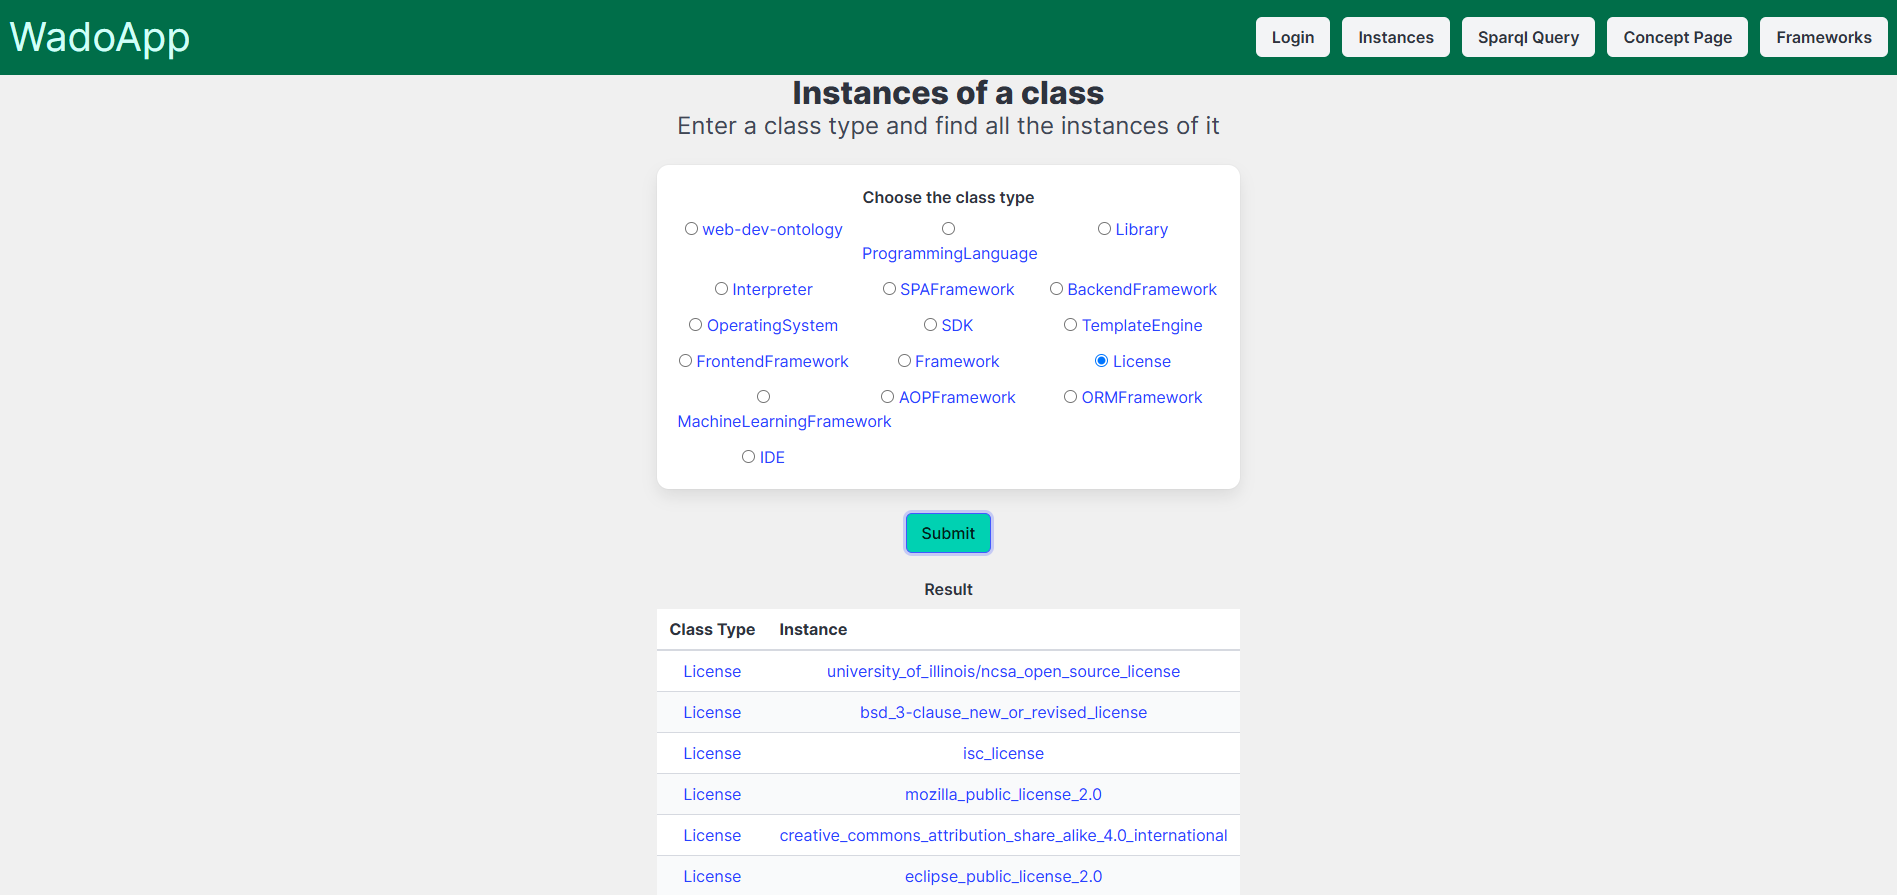 WadoApp
Login Instances Sparql Query Concept Page Frameworks
Instances of a class
Enter a class type and find all the instances of it
Choose the class type
web-dev-ontology ProgrammingLanguage Library
Interpreter SPAFramework BackendFramework
OperatingSystem SDK TemplateEngine
FrontendFramework Framework License
MachineLearningFramework AOPFramework ORMFramework
IDE
Submit
Result
Class Type Instance
License university_of_illinois/ncsa_open_source_license
License bsd_3-clause_new_or_revised_license
License isc_license
License mozilla_public_license_2.0
License creative_commons_attribution_share_alike_4.0_international
License eclipse_public_license_2.0